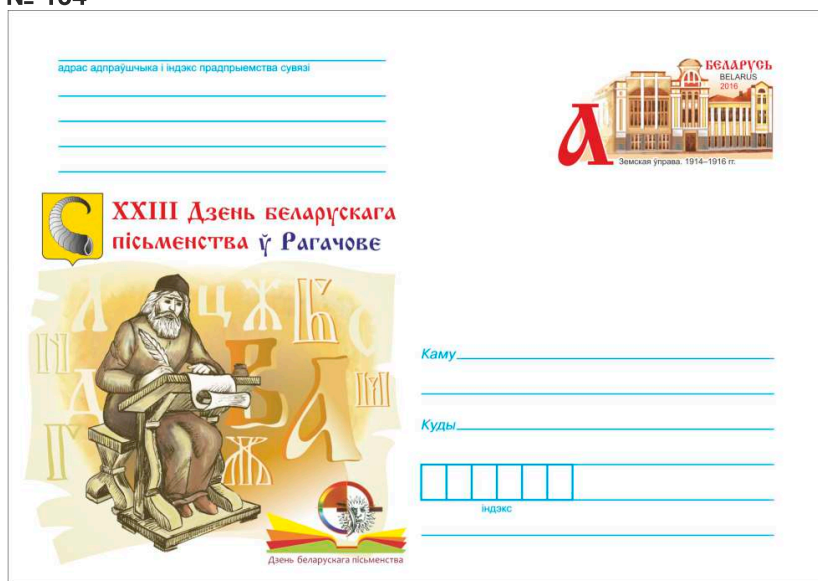 № 164
адрас адпраўшчыка і індэкс прадпрыемства сувязі
БЕЛАРУСЬ
BELARUS
2016
А
Земская ўправа. 1914–1916 гг.
XXIII Дзень беларускага
пісьменства ў Рагачове
Каму
Куды
індэкс
Дзень беларускага пісьменства